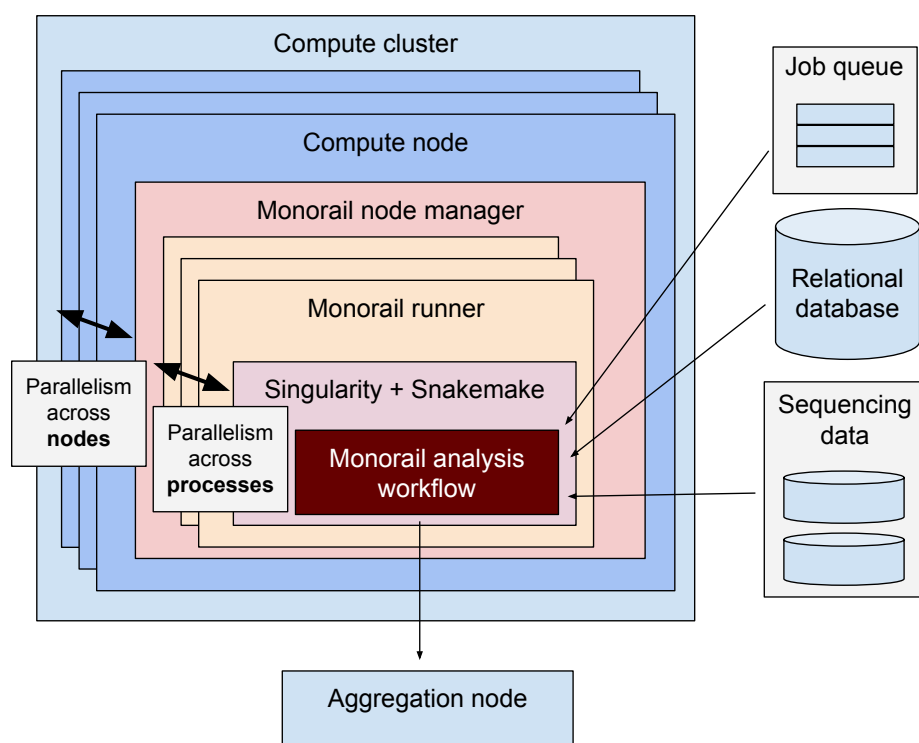 Compute cluster
Compute node
Monorail node manager
Monorail runner
Singularity + Snakemake
Monorail analysis
workflow
Parallelism
across
nodes
Parallelism
across
processes
Job queue
Relational
database
Sequencing
data
Aggregation node